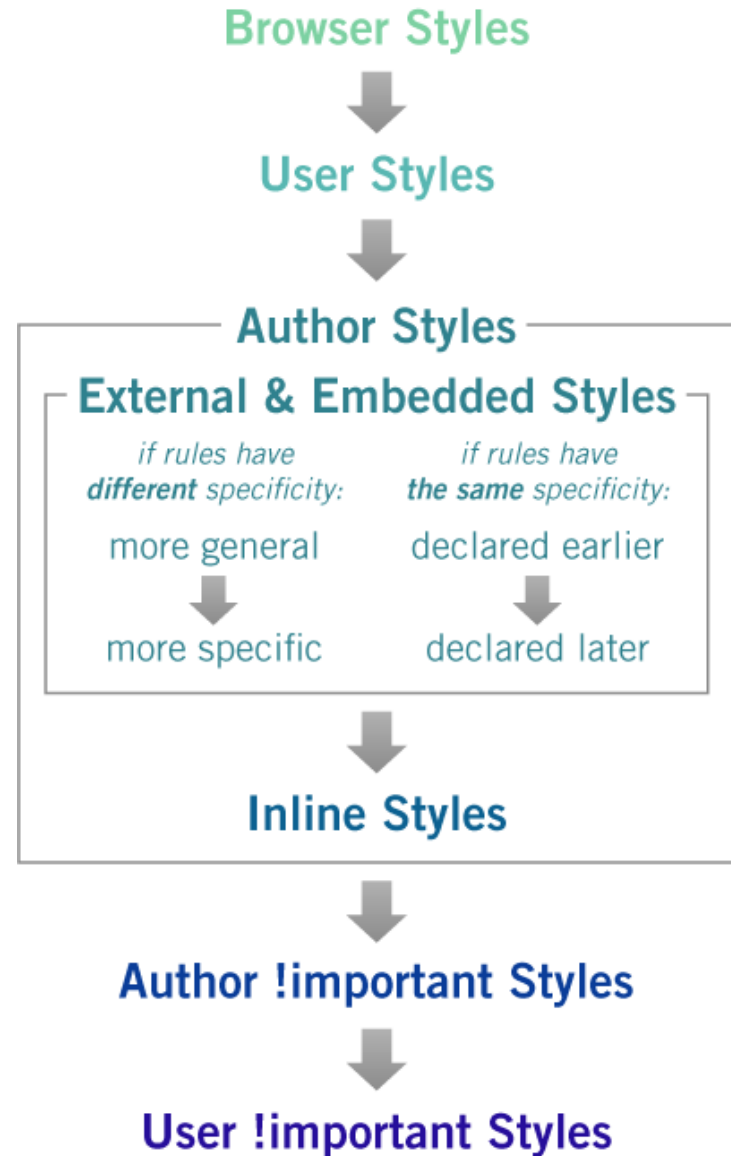 Browser Styles
User Styles
Author Styles
External & Embedded Styles
if rules have
different specificity:
more general
more specific
if rules have
the same specificity:
declared earlier
declared later
Inline Styles
Author !important Styles
User !important Styles